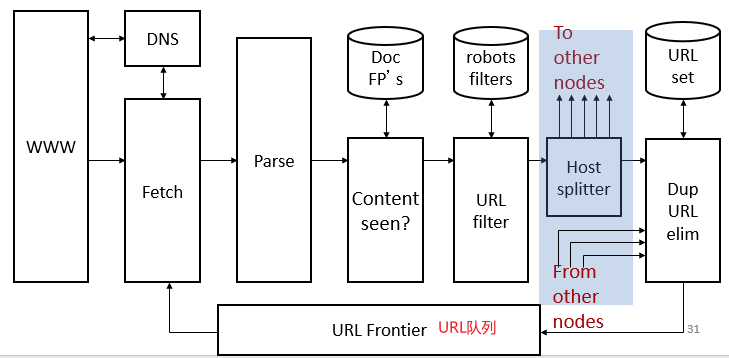 WWW
DNS
Fetch
Parse
Doc
FP’s
Content
seen?
robots
filters
URL
filter
To
other
nodes
Host
splitter
From
other
nodes
URL
set
Dup
URL
elim
URL Frontier URL队列
31